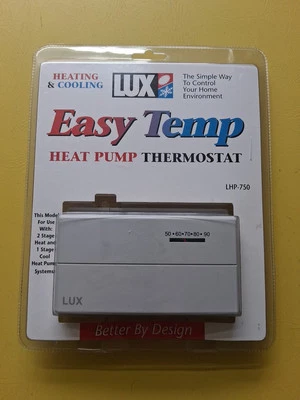 HEATING
& COOLING
LUX
The Simple Way
To Control
Your Home
Environment
Easy Temp
HEAT PUMP THERMOSTAT
LHP-750
This Model
For Use
With:
2 Stage
Heat and
1 Stage
Cool
Heat Pump
Systems
50•60•70•80•90
LUX
Better By Design